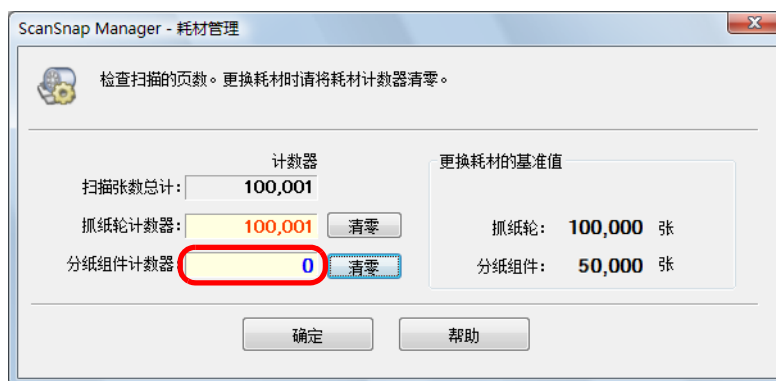 ScanSnap Manager - 耗材管理
检查扫描的页数。更换耗材时请将耗材计数器清零。
计数器
扫描张数总计: 100,001
抓纸轮计数器: 100,001 清零
分纸组件计数器: 0 清零
更换耗材的基准值
抓纸轮: 100,000 张
分纸组件: 50,000 张
确定 帮助